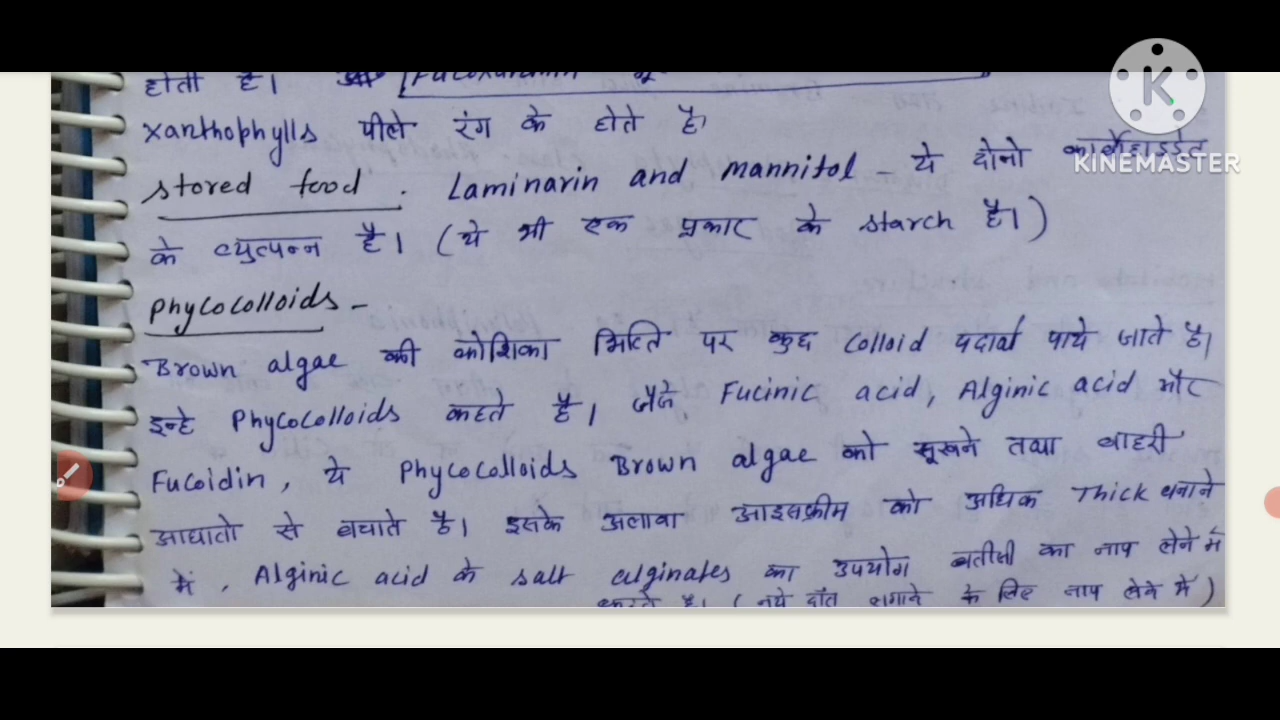 होती है। Fucoxanthin
Xanthophylls पीले रंग के होते है।
KINEMASTER
stored food. Laminarin and mannitol - ये दोनो कार्बोहाइड्रेट
के व्युत्पन्न है। (ये भी एक प्रकार के starch है।)
Phycocolloids -
Brown algae की कोशिका भित्ति पर कुछ colloid पदार्थ पाये जाते है।
इन्हे Phycocolloids कहते है। जैसे Fucinic acid, Alginic acid और
Fucoidin, ये Phycocolloids Brown algae को सूखने तथा बाहरी
आघातो से बचाते है। इसके अलावा आइसक्रीम को अधिक Thick बनाने
मे, Alginic acid के salt alginates का उपयोग बतीसी का नाप लेने में
करते है। (नये दाँत लगाने के लिए नाप लेने में)